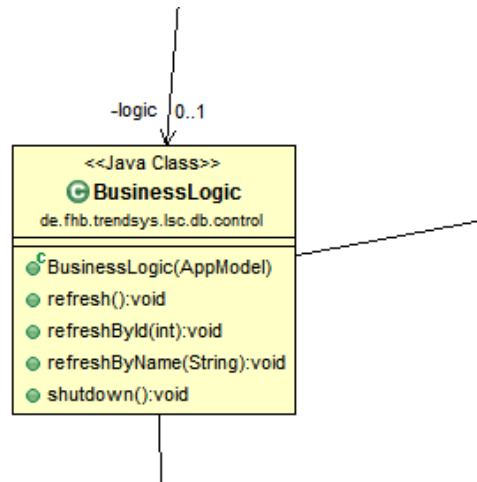 -logic 0..1
<<Java Class>>
C BusinessLogic
de.fhb.trendsys.lsc.db.control
C BusinessLogic(AppModel)
refresh():void
refreshById(int):void
refreshByName(String):void
shutdown():void